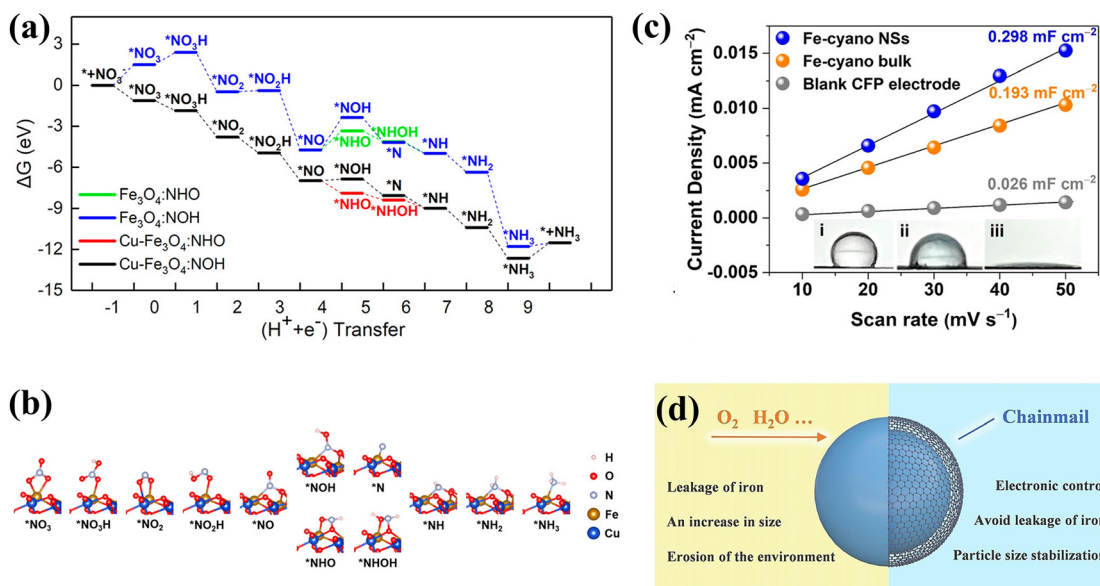 (a)
3
0
-3
-6
-9
-12
-15
ΔG (eV)
*+NO₃⁻
*NO₃
*NO₃H
*NO₂
*NO₂H
*NO
*NOH
*NHO
*NHOH
*N
*NH
*NH₂
*NH₃
*+NH₃
*NO₃
*NO₃H
*NO₂
*NO₂H
*NO
*NOH
*NHO
*N
*NHOH
*NH
*NH₂
*NH₃
Fe₃O₄:NHO
Fe₃O₄:NOH
Cu-Fe₃O₄:NHO
Cu-Fe₃O₄:NOH
-1 0 1 2 3 4 5 6 7 8 9
(H⁺+e⁻) Transfer
(b)
*NO₃ *NO₃H *NO₂ *NO₂H *NO
*NOH *N
*NHO *NHOH
*NH *NH₂ *NH₃
H
O
N
Fe
Cu
(c)
Fe-cyano NSs
Fe-cyano bulk
Blank CFP electrode
0.298 mF cm⁻²
0.193 mF cm⁻²
0.026 mF cm⁻²
0.015
0.010
0.005
0.000
-0.005
Current Density (mA cm⁻²)
i ii iii
10 20 30 40 50
Scan rate (mV s⁻¹)
(d)
O₂ H₂O ...
Chainmail
Leakage of iron
An increase in size
Erosion of the environment
Electronic contro
Avoid leakage of iron
Particle size stabilization